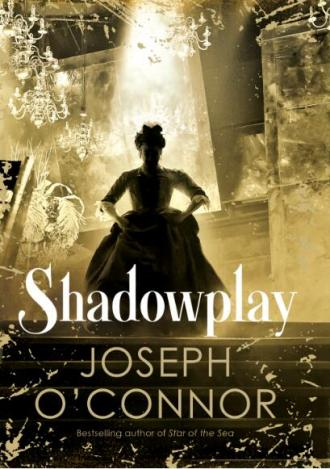 Shadowplay
JOSEPH
O'CONNOR
Bestselling author of Star of the Sea